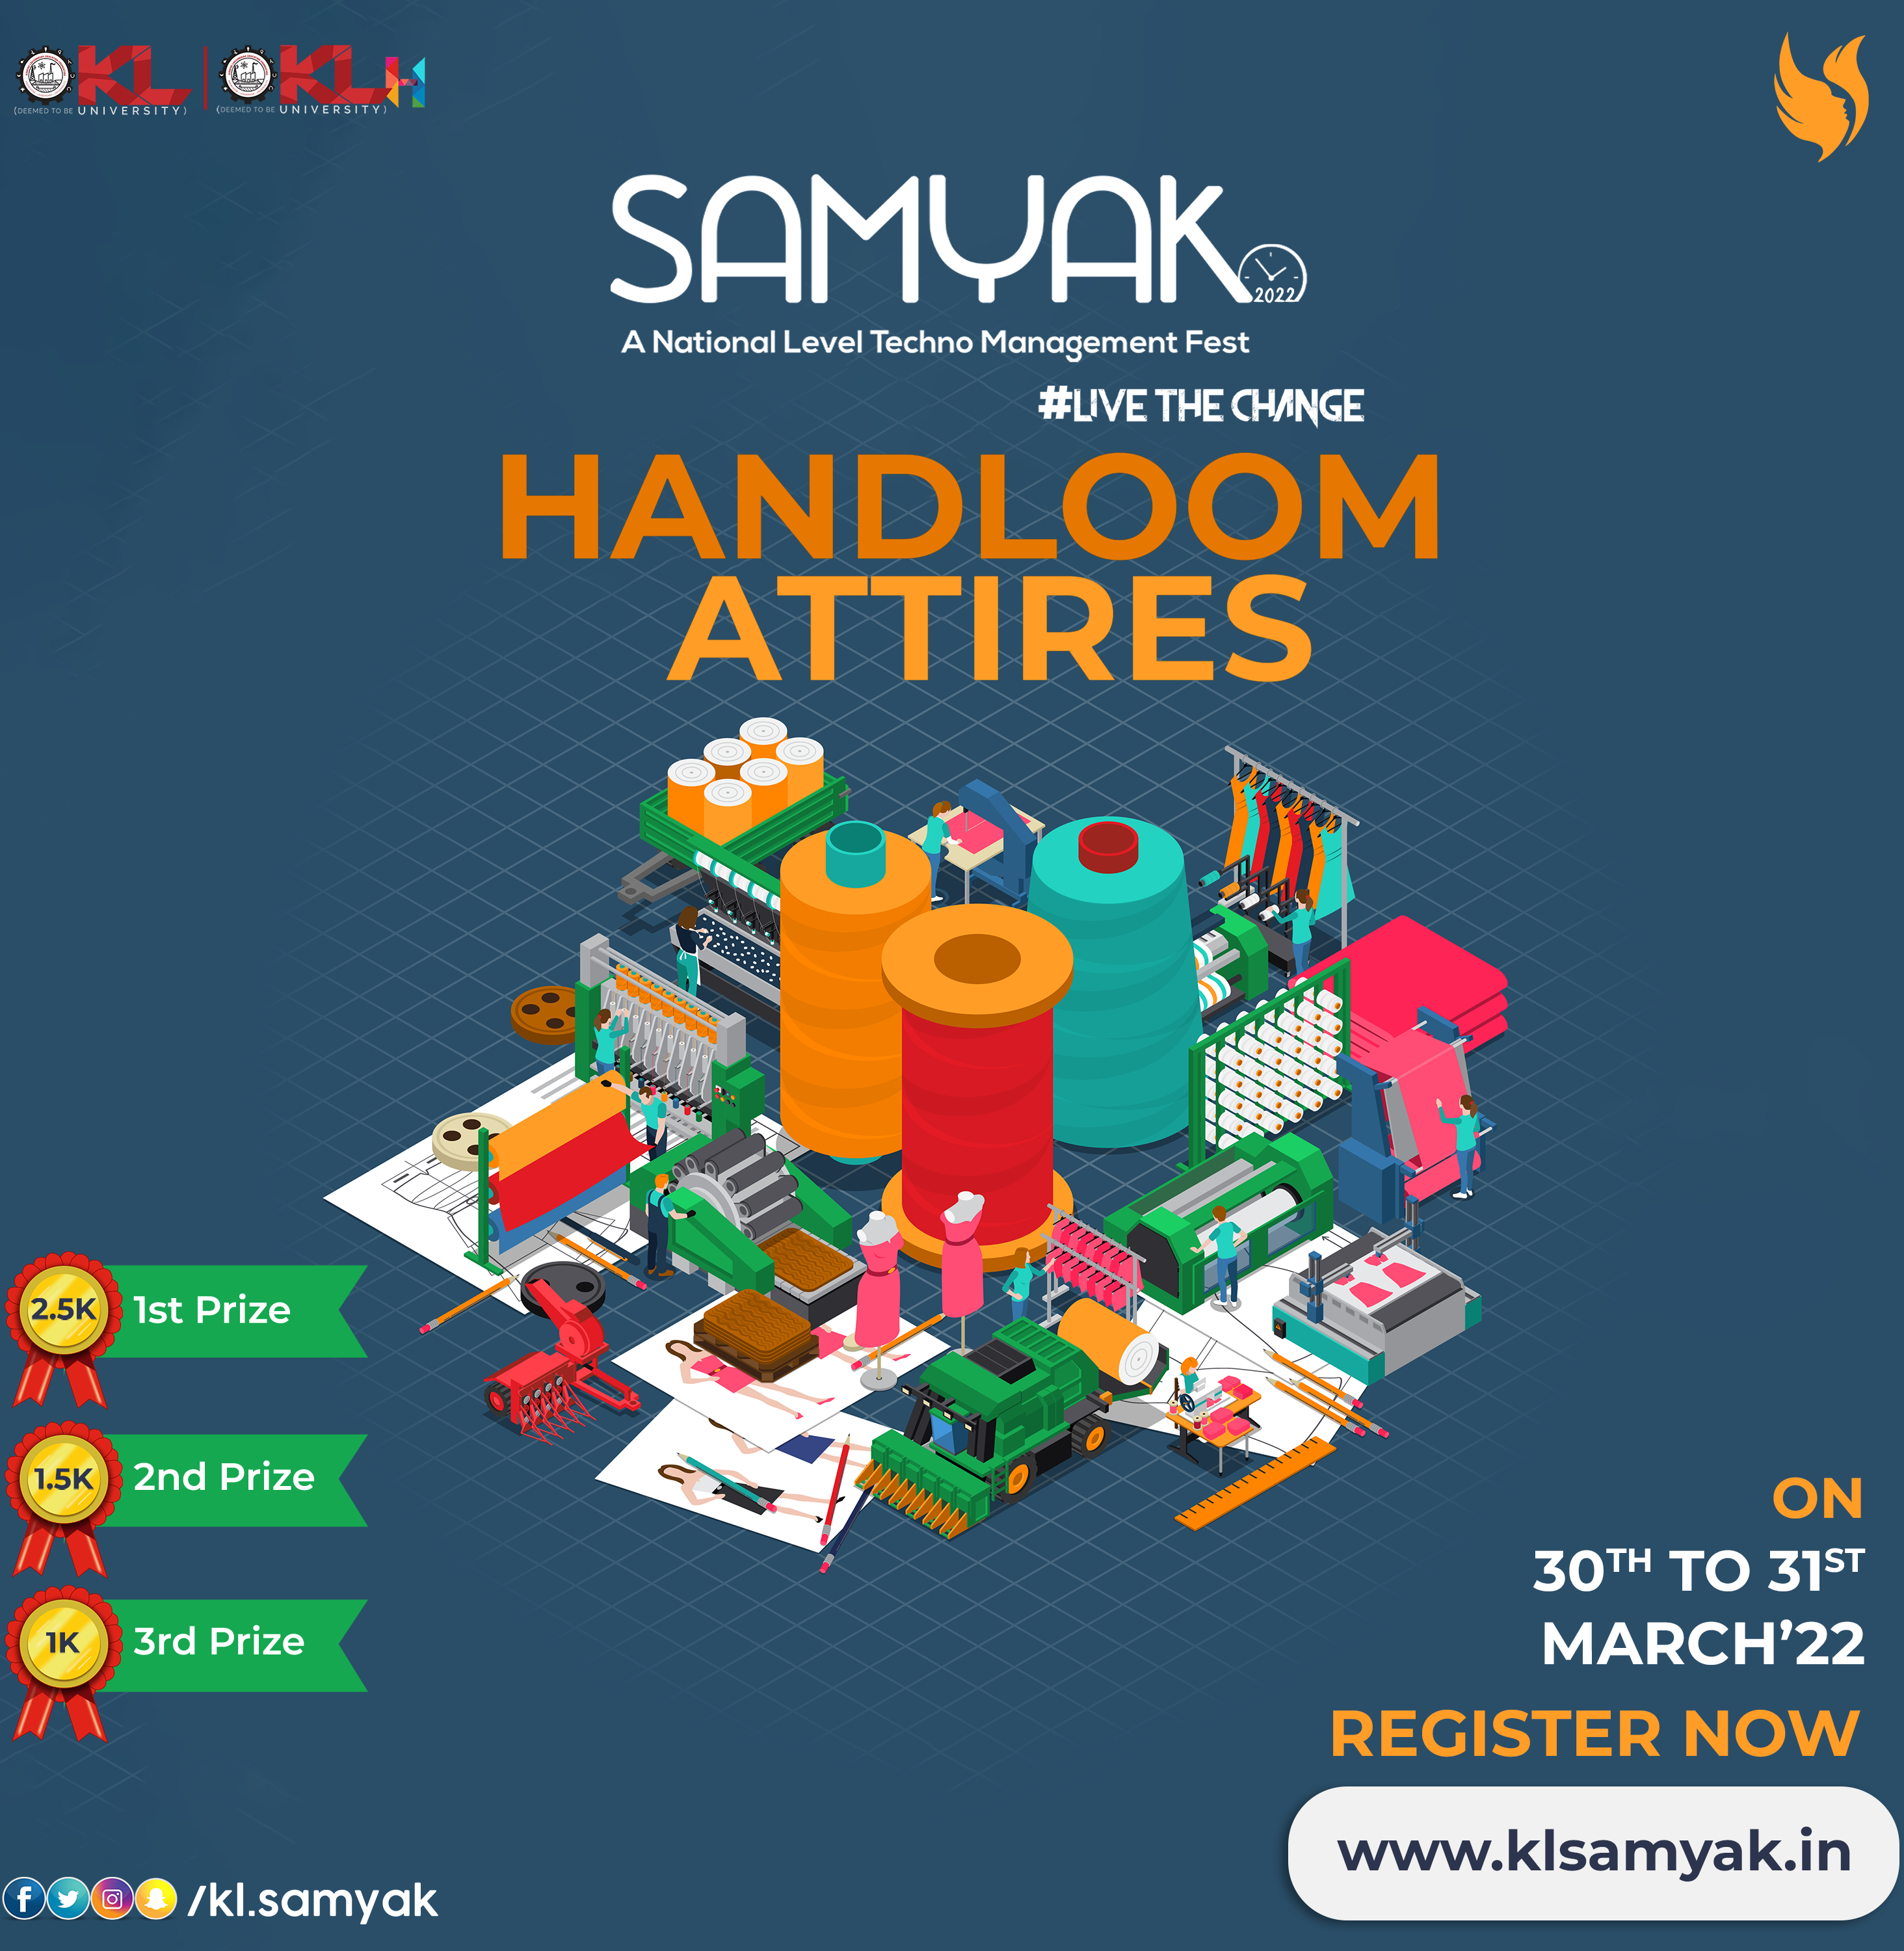 KL | KLH
(DEEMED TO BE UNIVERSITY) (DEEMED TO BE UNIVERSITY)
SAMYAK
2022
A National Level Techno Management Fest
#LIVE THE CHANGE
HANDLOOM
ATTIRES
2.5K 1st Prize
1.5K 2nd Prize
1K 3rd Prize
ON
30TH TO 31ST
MARCH'22
REGISTER NOW
www.klsamyak.in
/kl.samyak